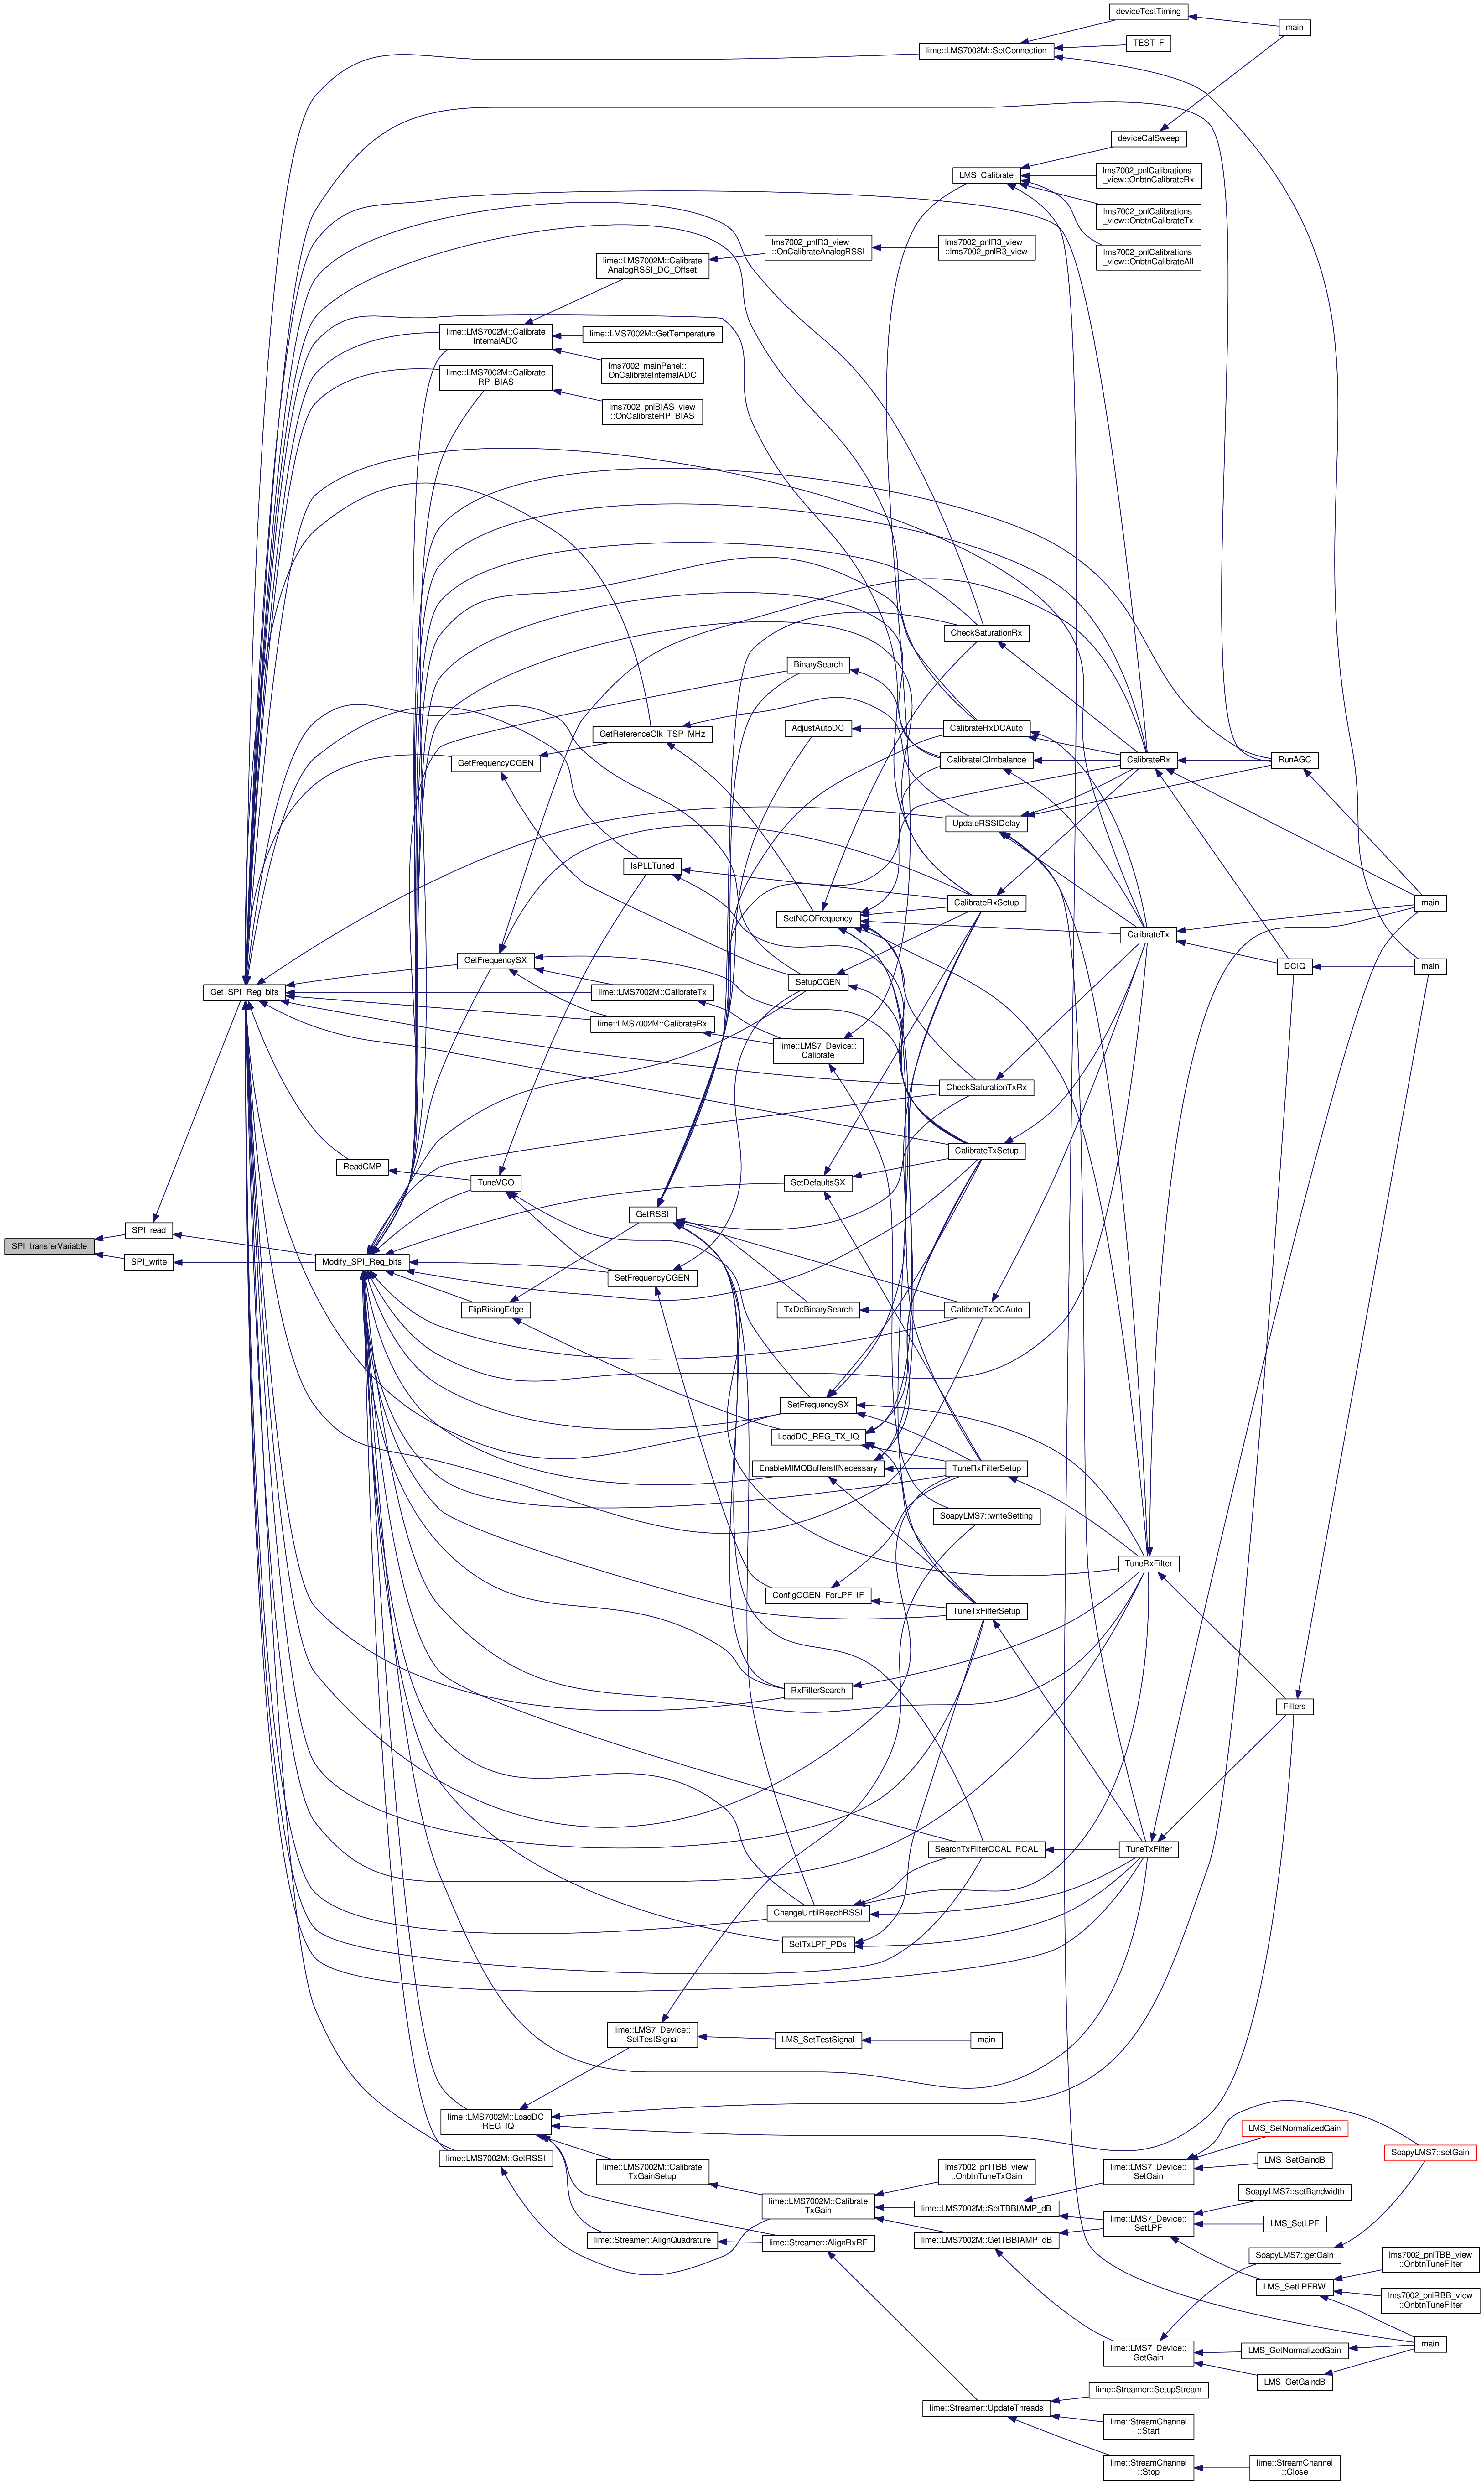 deviceTestTiming
main
TEST_F
lime::LMS7002M::SetConnection
deviceCalSweep
LMS_Calibrate
lms7002_pnlCalibrations
_view::OnbtnCalibrateRx
lms7002_pnlCalibrations
_view::OnbtnCalibrateTx
lms7002_pnlCalibrations
_view::OnbtnCalibrateAll
lms7002_pnlR3_view
::OnCalibrateAnalogRSSI
lms7002_pnlR3_view
::lms7002_pnlR3_view
lime::LMS7002M::Calibrate
AnalogRSSI_DC_Offset
lime::LMS7002M::Calibrate
InternalADC
lime::LMS7002M::GetTemperature
lms7002_mainPanel::
OnCalibrateInternalADC
lime::LMS7002M::Calibrate
RP_BIAS
lms7002_pnlBIAS_view
::OnCalibrateRP_BIAS
CheckSaturationRx
BinarySearch
AdjustAutoDC
CalibrateRxDCAuto
GetReferenceClk_TSP_MHz
GetFrequencyCGEN
CalibrateIQImbalance
CalibrateRx
RunAGC
UpdateRSSIDelay
IsPLLTuned
CalibrateRxSetup
main
SetNCOFrequency
CalibrateTx
GetFrequencySX
DCIQ
main
SetupCGEN
Get_SPI_Reg_bits
lime::LMS7002M::CalibrateTx
lime::LMS7002M::CalibrateRx
lime::LMS7_Device::
Calibrate
CheckSaturationTxRx
CalibrateTxSetup
ReadCMP
TuneVCO
SetDefaultsSX
GetRSSI
SPI_read
SPI_transferVariable
SPI_write
Modify_SPI_Reg_bits
SetFrequencyCGEN
FlipRisingEdge
TxDcBinarySearch
CalibrateTxDCAuto
SetFrequencySX
LoadDC_REG_TX_IQ
EnableMIMOBuffersIfNecessary
TuneRxFilterSetup
SoapyLMS7::writeSetting
TuneRxFilter
ConfigCGEN_ForLPF_IF
TuneTxFilterSetup
RxFilterSearch
Filters
SearchTxFilterCCAL_RCAL
TuneTxFilter
ChangeUntilReachRSSI
SetTxLPF_PDs
lime::LMS7_Device::
SetTestSignal
LMS_SetTestSignal
main
lime::LMS7002M::LoadDC
_REG_IQ
lime::LMS7002M::GetRSSI
lime::LMS7002M::Calibrate
TxGainSetup
lms7002_pnlTBB_view
::OnbtnTuneTxGain
lime::LMS7002M::Calibrate
TxGain
lime::LMS7002M::SetTBBIAMP_dB
lime::LMS7002M::GetTBBIAMP_dB
lime::Streamer::AlignQuadrature
lime::Streamer::AlignRxRF
lime::LMS7_Device::
SetGain
LMS_SetNormalizedGain
LMS_SetGaindB
SoapyLMS7::setGain
SoapyLMS7::setBandwidth
lime::LMS7_Device::
SetLPF
LMS_SetLPF
SoapyLMS7::getGain
LMS_SetLPFBW
lms7002_pnlTBB_view
::OnbtnTuneFilter
lms7002_pnlRBB_view
::OnbtnTuneFilter
main
lime::LMS7_Device::
GetGain
LMS_GetNormalizedGain
LMS_GetGaindB
lime::Streamer::UpdateThreads
lime::Streamer::SetupStream
lime::StreamChannel
::Start
lime::StreamChannel
::Stop
lime::StreamChannel
::Close